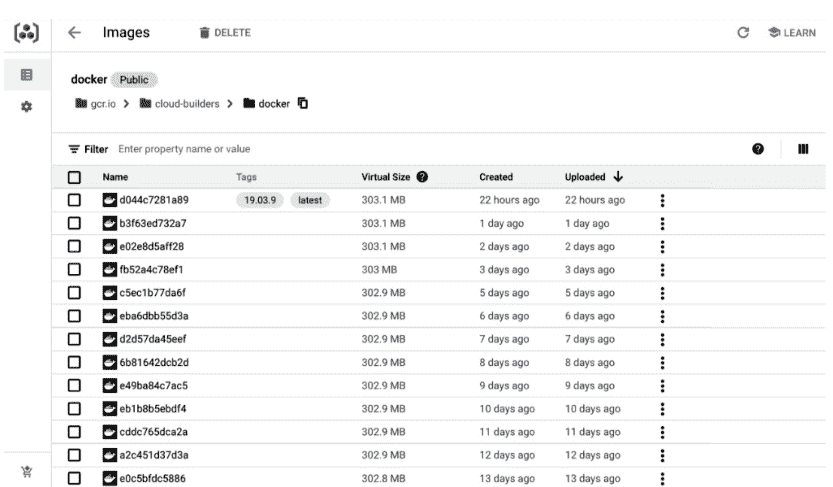 Images DELETE LEARN
docker Public
gcr.io > cloud-builders > docker
Filter Enter property name or value
Name Tags Virtual Size Created Uploaded
d044c7281a89 19.03.9 latest 303.1 MB 22 hours ago 22 hours ago
b3f63ed732a7 303.1 MB 1 day ago 1 day ago
e02e8d5aff28 303.1 MB 2 days ago 2 days ago
fb52a4c78ef1 303 MB 3 days ago 3 days ago
c5ec1b77da6f 302.9 MB 5 days ago 5 days ago
eba6dbb55d3a 302.9 MB 6 days ago 6 days ago
d2d57da45eef 302.9 MB 7 days ago 7 days ago
6b81642dcb2d 302.9 MB 8 days ago 8 days ago
e49ba84c7ac5 302.9 MB 9 days ago 9 days ago
eb1b8b5ebdf4 302.9 MB 10 days ago 10 days ago
cddc765dca2a 302.9 MB 11 days ago 11 days ago
a2c451d37d3a 302.9 MB 12 days ago 12 days ago
e0c5bfdc5886 302.8 MB 13 days ago 13 days ago